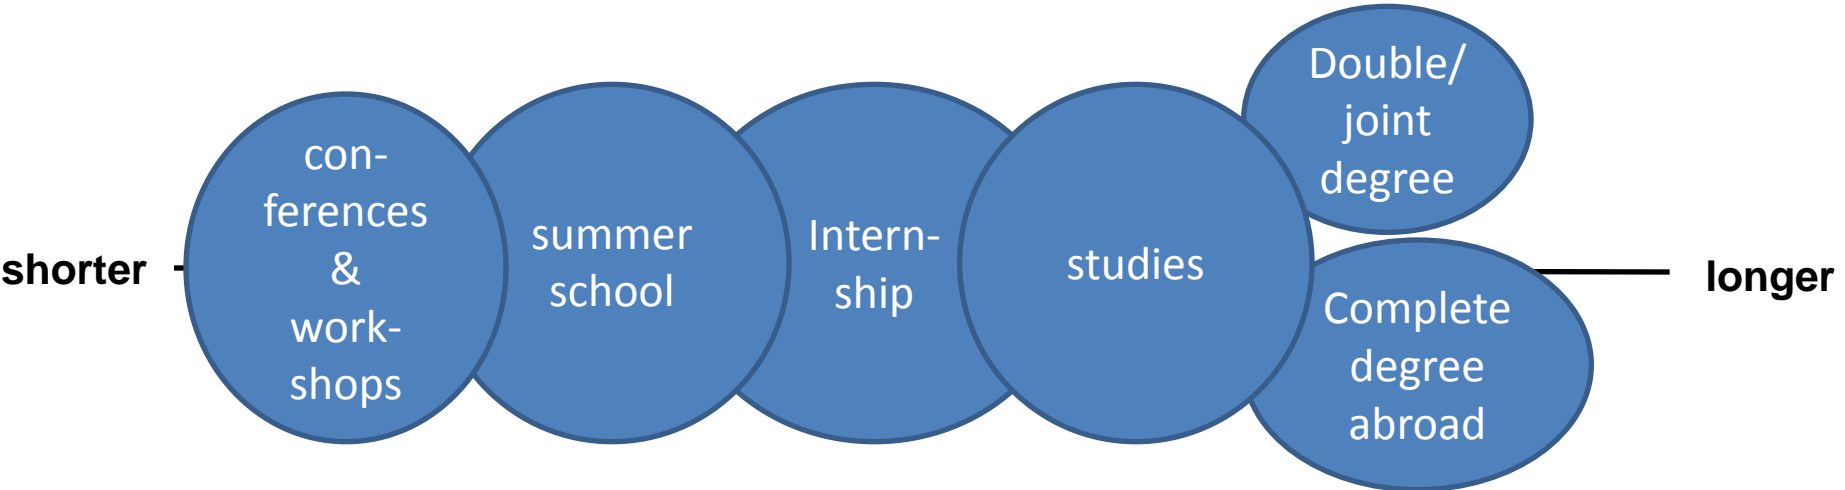 shorter
con-
ferences
&
work-
shops
summer
school
Intern-
ship
studies
Double/
joint
degree
Complete
degree
abroad
longer